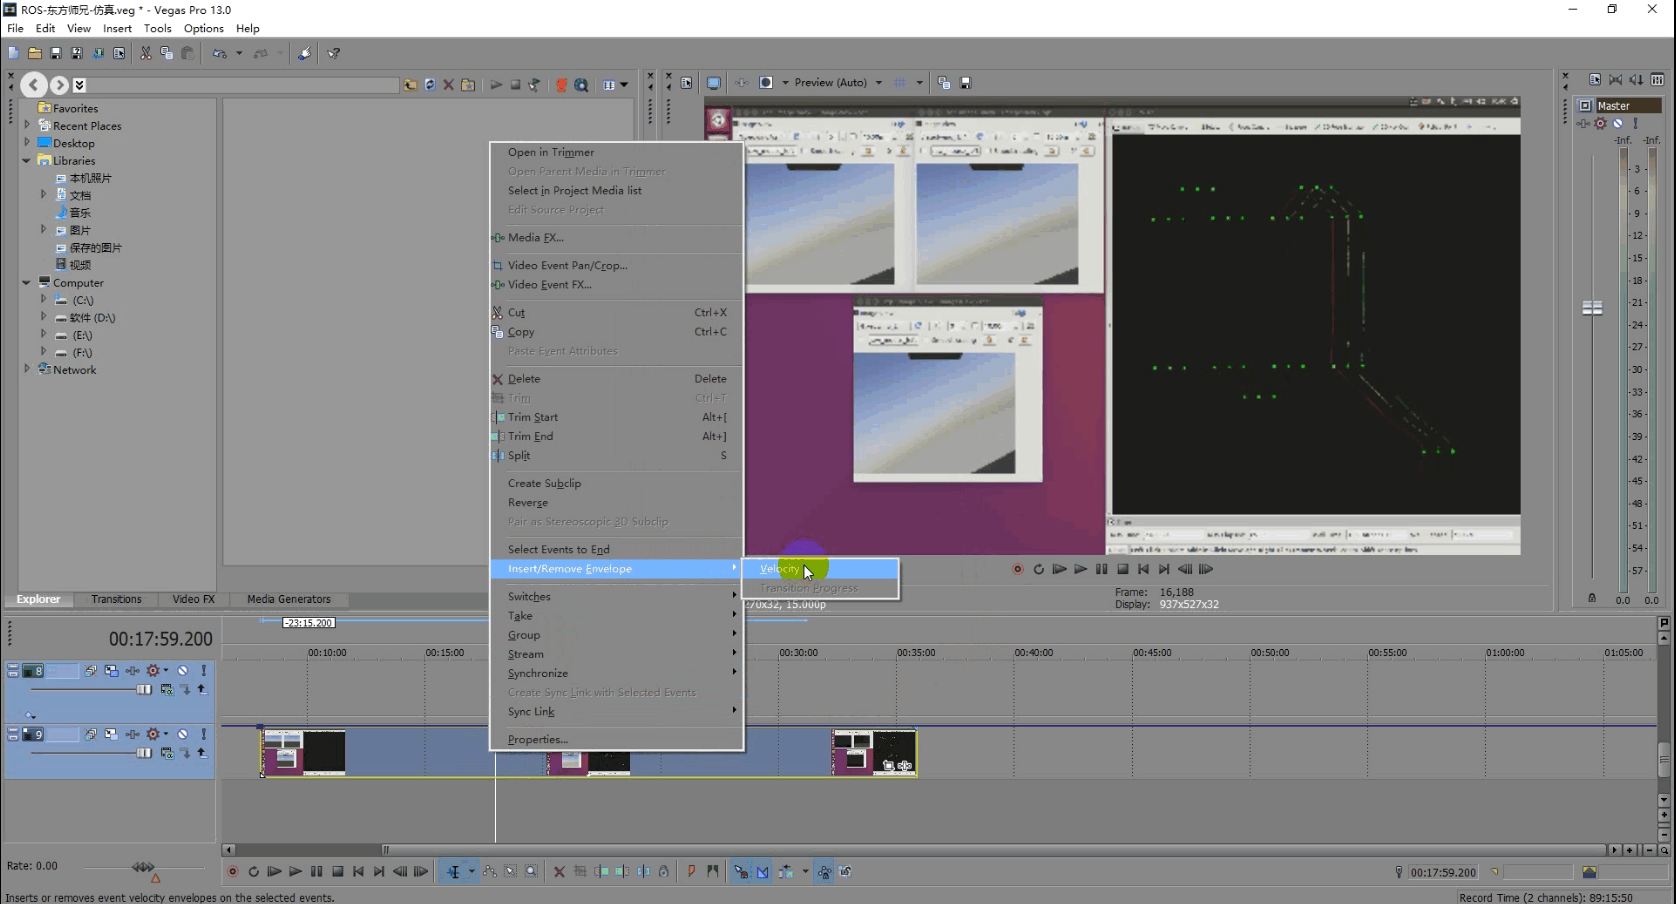 ROS-东方师兄-仿真.veg * - Vegas Pro 13.0
File Edit View Insert Tools Options Help
Preview (Auto)
Favorites
Recent Places
Desktop
Libraries
本机照片
文档
音乐
图片
保存的图片
视频
Computer
(C:\)
软件 (D:\)
(E:\)
(F:\)
Network
Open in Trimmer
Open Parent Media in Trimmer
Select in Project Media list
Edit Source Project
Media FX...
Video Event Pan/Crop...
Video Event FX...
Cut Ctrl+X
Copy Ctrl+C
Paste Event Attributes
Delete Delete
Trim Ctrl+T
Trim Start Alt+[
Trim End Alt+]
Split S
Create Subclip
Reverse
Pair as Stereoscopic 3D Subclip
Select Events to End
Insert/Remove Envelope
Switches
Take
Group
Stream
Synchronize
Create Sync Link with Selected Events
Sync Link
Properties...
Velocity
Transition Progress
270x32, 15.000p
Frame: 16,188
Display: 937x527x32
Master
-Inf. -Inf.
- 3 -
- 6 -
- 9 -
-12-
-15-
-18-
-21-
-24-
-27-
-30-
-33-
-36-
-39-
-42-
-45-
-48-
-51-
-54-
-57-
0.0 0.0
Explorer Transitions Video FX Media Generators
00:17:59.200
-23:15.200
00:10:00 00:15:00 00:30:00 00:35:00 00:40:00 00:45:00 00:50:00 00:55:00 01:00:00 01:05:00
8
9
Rate: 0.00
00:17:59.200
Inserts or removes event velocity envelopes on the selected events.
Record Time (2 channels): 89:15:50